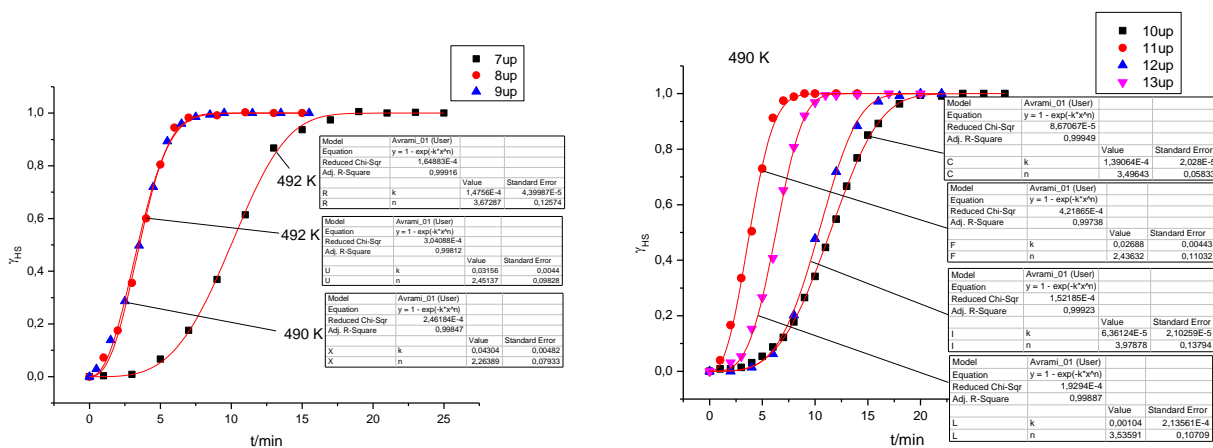 7up
8up
9up
1,0
0,8
0,6
0,4
0,2
0,0
γHS
0 5 10 15 20 25
t/min
492 K
492 K
490 K
Model Avrami_01 (User)
Equation y = 1 - exp(-k*x^n)
Reduced Chi-Sqr 1,64883E-4
Adj. R-Square 0,99916
Value Standard Error
R k 1,4756E-4 4,39987E-5
R n 3,67287 0,12574
Model Avrami_01 (User)
Equation y = 1 - exp(-k*x^n)
Reduced Chi-Sqr 3,04088E-4
Adj. R-Square 0,99812
Value Standard Error
U k 0,03156 0,0044
U n 2,45137 0,09828
Model Avrami_01 (User)
Equation y = 1 - exp(-k*x^n)
Reduced Chi-Sqr 2,46184E-4
Adj. R-Square 0,99847
Value Standard Error
X k 0,04304 0,00482
X n 2,26389 0,07933
490 K
10up
11up
12up
13up
1,0
0,8
0,6
0,4
0,2
0,0
γHS
0 5 10 15 20
t/min
Model Avrami_01 (User)
Equation y = 1 - exp(-k*x^n)
Reduced Chi-Sqr 8,67067E-5
Adj. R-Square 0,99949
Value Standard Error
C k 1,39064E-4 2,028E-5
C n 3,49643 0,05833
Model Avrami_01 (User)
Equation y = 1 - exp(-k*x^n)
Reduced Chi-Sqr 4,21865E-4
Adj. R-Square 0,99738
Value Standard Error
F k 0,02688 0,00443
F n 2,43632 0,11032
Model Avrami_01 (User)
Equation y = 1 - exp(-k*x^n)
Reduced Chi-Sqr 1,52185E-4
Adj. R-Square 0,99923
Value Standard Error
I k 6,36124E-5 2,10259E-5
I n 3,97878 0,13794
Model Avrami_01 (User)
Equation y = 1 - exp(-k*x^n)
Reduced Chi-Sqr 1,9294E-4
Adj. R-Square 0,99887
Value Standard Error
L k 0,00104 2,13561E-4
L n 3,53591 0,10709